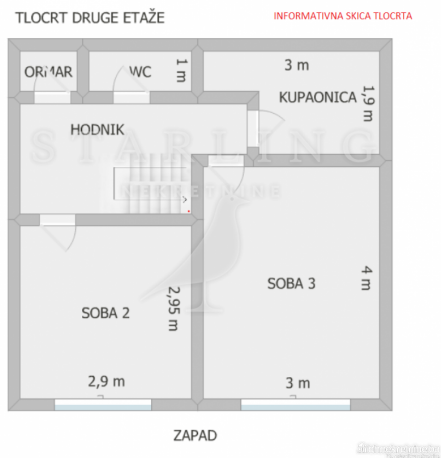 TLOCRT DRUGE ETAŽE
INFORMATIVNA SKICA TLOCRTA
ORMAR
WC
1 m
3 m
KUPAONICA
1,9 m
HODNIK
STARLING
NEKRETNINE
SOBA 2
2,95 m
2,9 m
SOBA 3
4 m
3 m
ZAPAD